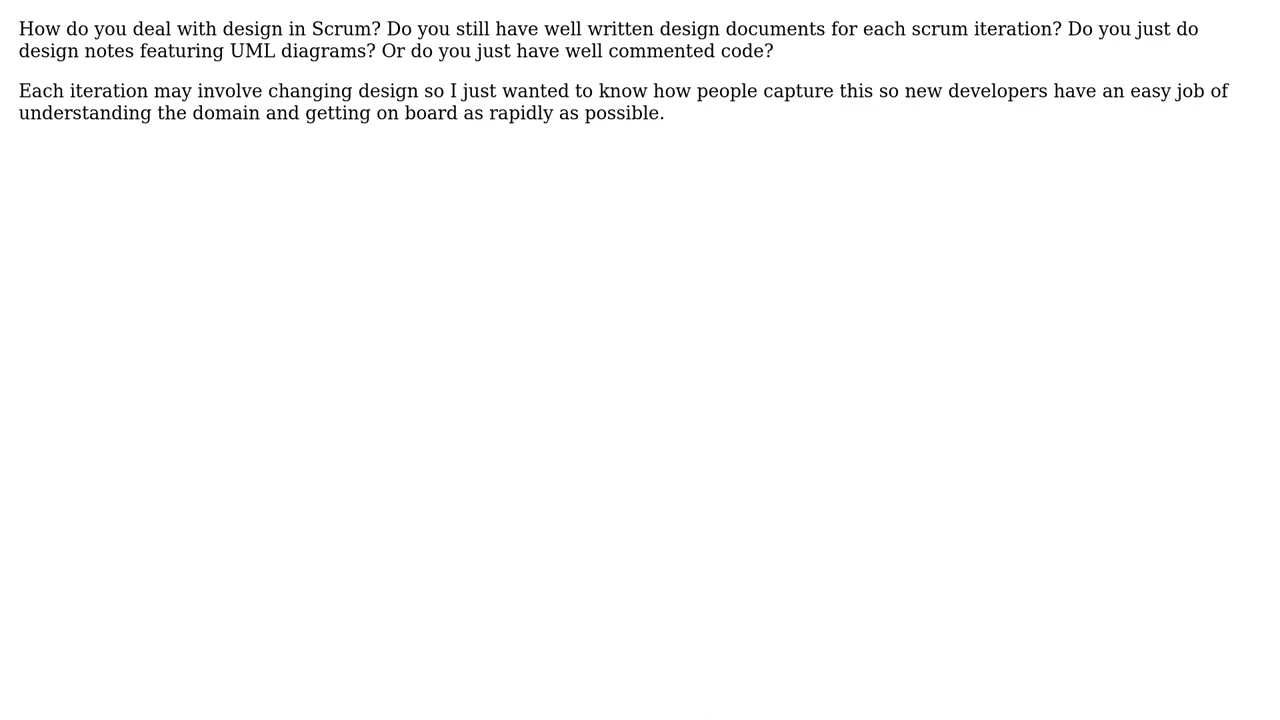 How do you deal with design in Scrum? Do you still have well written design documents for each scrum iteration? Do you just do
design notes featuring UML diagrams? Or do you just have well commented code?
Each iteration may involve changing design so I just wanted to know how people capture this so new developers have an easy job of
understanding the domain and getting on board as rapidly as possible.